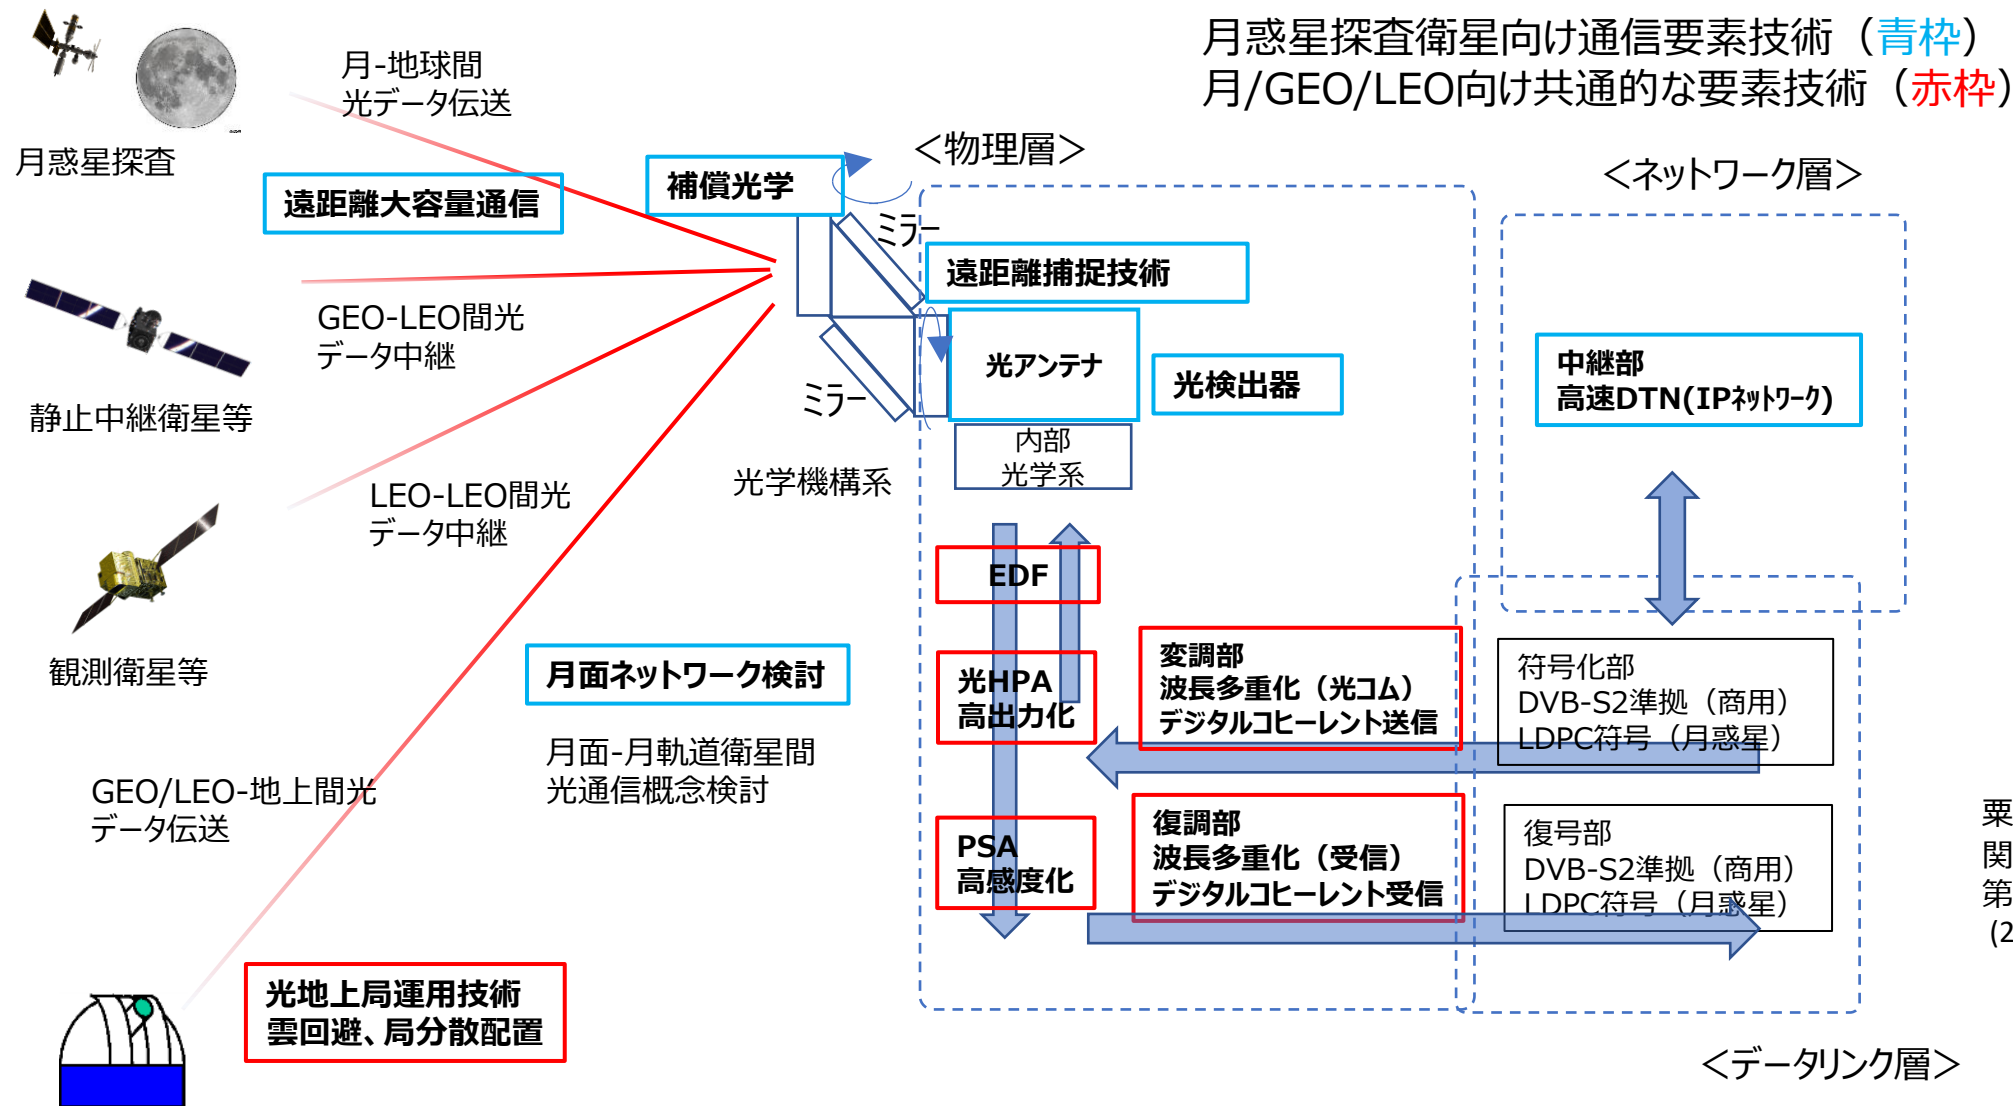 月惑星探査衛星向け通信要素技術（青枠）
月/GEO/LEO向け共通的な要素技術（赤枠）
月-地球間
光データ伝送
月惑星探査
遠距離大容量通信
補償光学
＜物理層＞
＜ネットワーク層＞
ミラー
遠距離捕捉技術
GEO-LEO間光
データ中継
静止中継衛星等
光アンテナ
光検出器
ミラー
中継部
高速DTN(IPネットワーク)
内部
光学系
光学機構系
LEO-LEO間光
データ中継
観測衛星等
EDF
月面ネットワーク検討
光HPA
高出力化
変調部
波長多重化（光コム）
デジタルコヒーレント送信
符号化部
DVB-S2準拠（商用）
LDPC符号（月惑星）
月面-月軌道衛星間
光通信概念検討
GEO/LEO-地上間光
データ伝送
PSA
高感度化
復調部
波長多重化（受信）
デジタルコヒーレント受信
復号部
DVB-S2準拠（商用）
LDPC符号（月惑星）
粟
関
第
(2
光地上局運用技術
雲回避、局分散配置
＜データリンク層＞